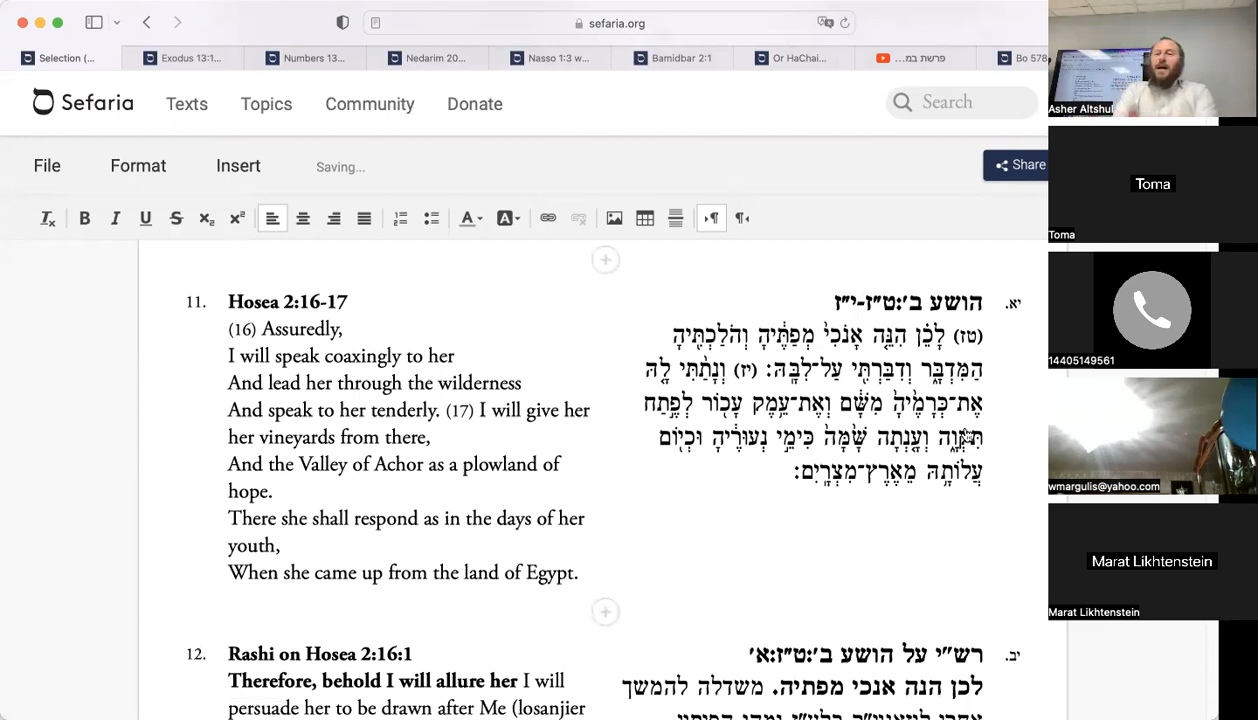 sefaria.org
Selection (...
Exodus 13:1...
Numbers 13...
Nedarim 20...
Nasso 1:3 w...
Bamidbar 2:1
Or HaChai...
פרשת במ...
Bo 578
Sefaria
Texts
Topics
Community
Donate
Search
File
Format
Insert
Saving...
Share
11.
Hosea 2:16-17
(16) Assuredly,
I will speak coaxingly to her
And lead her through the wilderness
And speak to her tenderly. (17) I will give her
her vineyards from there,
And the Valley of Achor as a plowland of
hope.
There she shall respond as in the days of her
youth,
When she came up from the land of Egypt.
יא.
הושע ב׳:ט״ז-י״ז
(טז) לָכֵ֗ן הִנֵּ֤ה אָֽנֹכִי֙ מְפַתֶּ֔יהָ וְהֹלַכְתִּ֖יהָ
הַמִּדְבָּ֑ר וְדִבַּרְתִּ֖י עַל־לִבָּֽהּ׃ (יז) וְנָתַ֨תִּי לָ֤הּ
אֶת־כְּרָמֶ֙יהָ֙ מִשָּׁ֔ם וְאֶת־עֵ֥מֶק עָכ֖וֹר לְפֶ֣תַח
תִּקְוָ֑ה וְעָ֤נְתָה שָּׁ֙מָּה֙ כִּימֵ֣י נְעוּרֶ֔יהָ וּכְי֖וֹם
עֲלוֹתָ֥הּ מֵאֶֽרֶץ־מִצְרָֽיִם׃
12.
Rashi on Hosea 2:16:1
Therefore, behold I will allure her I will
persuade her to be drawn after Me (losanjier
יב.
רש״י על הושע ב׳:ט״ז:א׳
לכן הנה אנכי מפתיה. משדלה להמשך
Asher Altshul
Toma
Toma
14405149561
wmargulis@yahoo.com
Marat Likhtenstein
Marat Likhtenstein